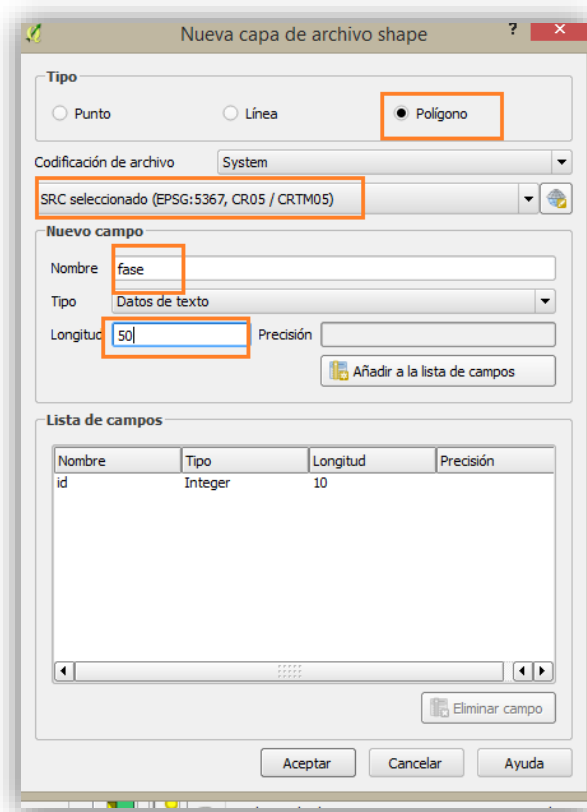 Nueva capa de archivo shape ? ×
Tipo
Punto Línea Polígono
Codificación de archivo System
SRC seleccionado (EPSG:5367, CR05 / CRTM05)
Nuevo campo
Nombre fase
Tipo Datos de texto
Longitud 50 Precisión
Añadir a la lista de campos
Lista de campos
Nombre Tipo Longitud Precisión
id Integer 10
Eliminar campo
Aceptar Cancelar Ayuda